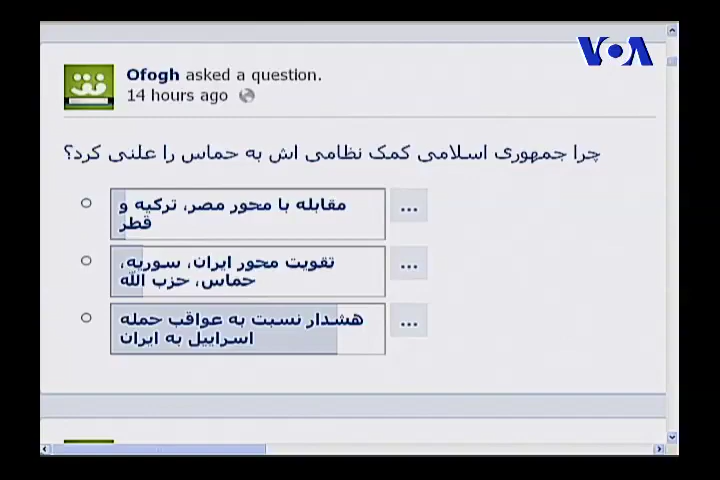 VOA
افق
Ofogh asked a question.
14 hours ago
چرا جمهوری اسلامی کمک نظامی اش به حماس را علنی کرد؟
مقابله با محور مصر، ترکیه و
قطر
...
تقویت محور ایران، سوریه،
حماس، حزب الله
...
هشدار نسبت به عواقب حمله
اسراییل به ایران
...